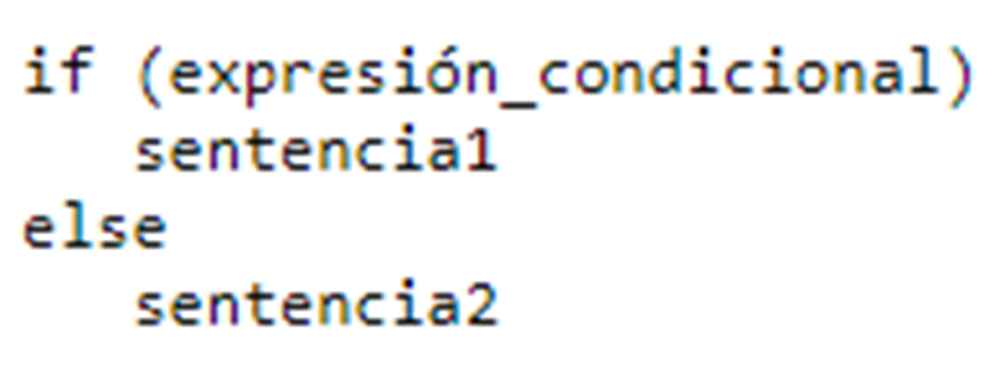 if (expresión_condicional)
   sentencia1
else
   sentencia2